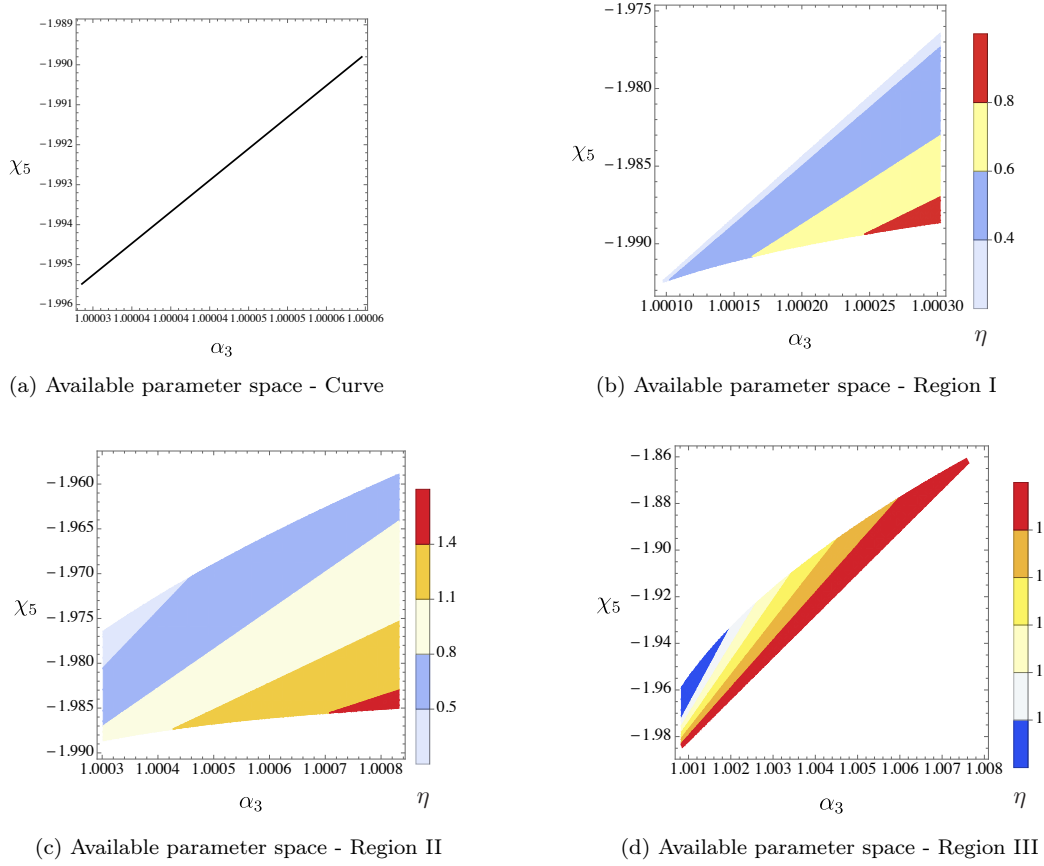 −1.989
−1.990
−1.991
−1.992
χ5
−1.993
−1.994
−1.995
−1.996
1.00003 1.00004 1.00004 1.00004 1.00005 1.00005 1.00006 1.00006
α3
(a) Available parameter space - Curve
−1.975
−1.980
χ5
−1.985
−1.990
1.00010 1.00015 1.00020 1.00025 1.00030
α3
0.8
0.6
0.4
η
(b) Available parameter space - Region I
−1.960
−1.965
−1.970
χ5
−1.975
−1.980
−1.985
−1.990
1.0003 1.0004 1.0005 1.0006 1.0007 1.0008
α3
1.4
1.1
0.8
0.5
η
(c) Available parameter space - Region II
−1.86
−1.88
−1.90
χ5
−1.92
−1.94
−1.96
−1.98
1.001 1.002 1.003 1.004 1.005 1.006 1.007 1.008
α3
1
1
1
1
1
η
(d) Available parameter space - Region III